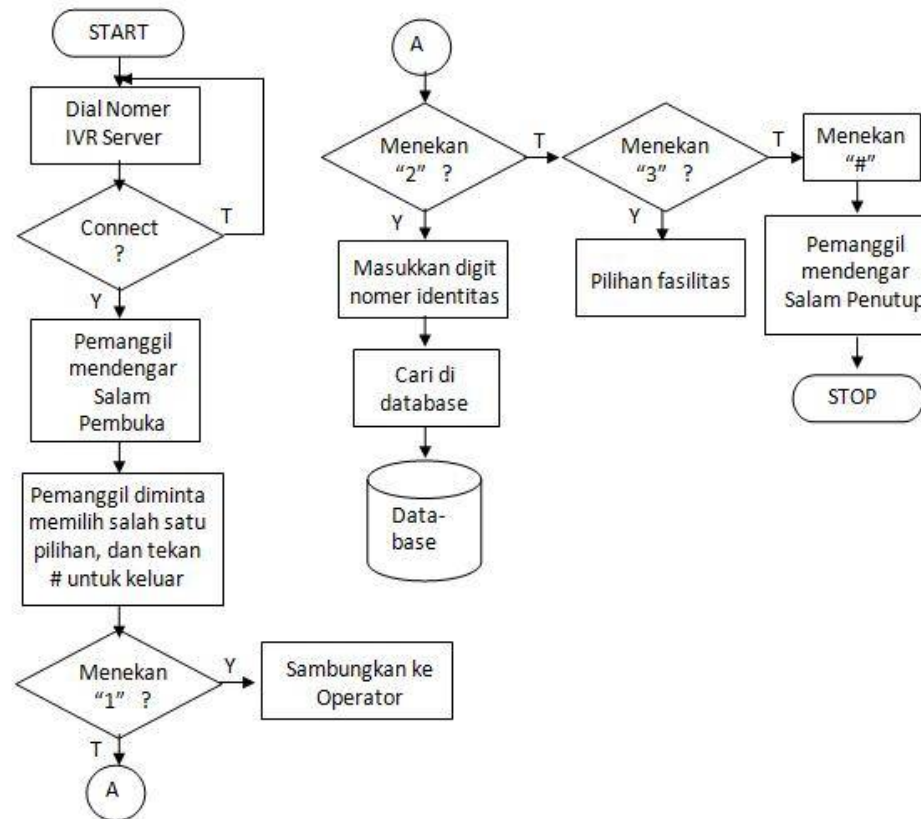 START
Dial Nomer
IVR Server
Connect
?
T
Y
Pemanggil
mendengar
Salam
Pembuka
Pemanggil diminta
memilih salah satu
pilihan, dan tekan
# untuk keluar
Menekan
“1” ?
Y
Sambungkan ke
Operator
T
A
A
Menekan
“2” ?
T
Y
Masukkan digit
nomer identitas
Cari di
database
Data-
base
Menekan
“3” ?
T
Y
Pilihan fasilitas
Menekan
“#”
Pemanggil
mendengar
Salam Penutup
STOP